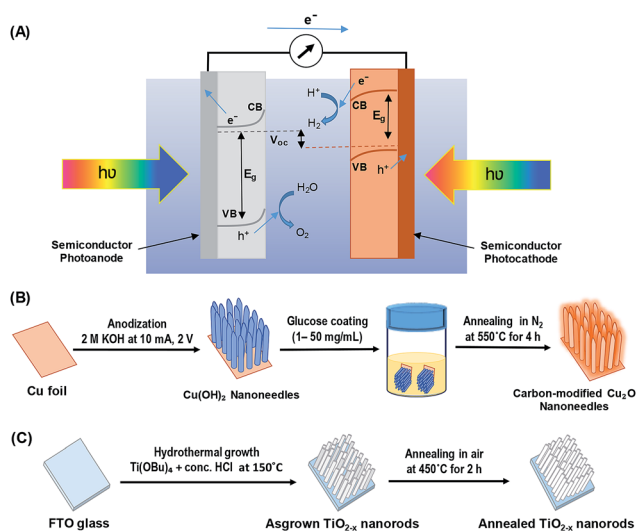 (A)
e⁻
H⁺
e⁻
CB
CB
e⁻
H₂
E_g
V_oc
hυ
E_g
H₂O
VB
h⁺
hυ
VB
h⁺
O₂
Semiconductor
Photoanode
Semiconductor
Photocathode
(B)
Anodization
2 M KOH at 10 mA, 2 V
Glucose coating
(1– 50 mg/mL)
Annealing in N₂
at 550˚C for 4 h
Cu foil
Cu(OH)₂ Nanoneedles
Carbon-modified Cu₂O
Nanoneedles
(C)
Hydrothermal growth
Ti(OBu)₄ + conc. HCl at 150˚C
Annealing in air
at 450˚C for 2 h
FTO glass
Asgrown TiO₂₋ₓ nanorods
Annealed TiO₂₋ₓ nanorods